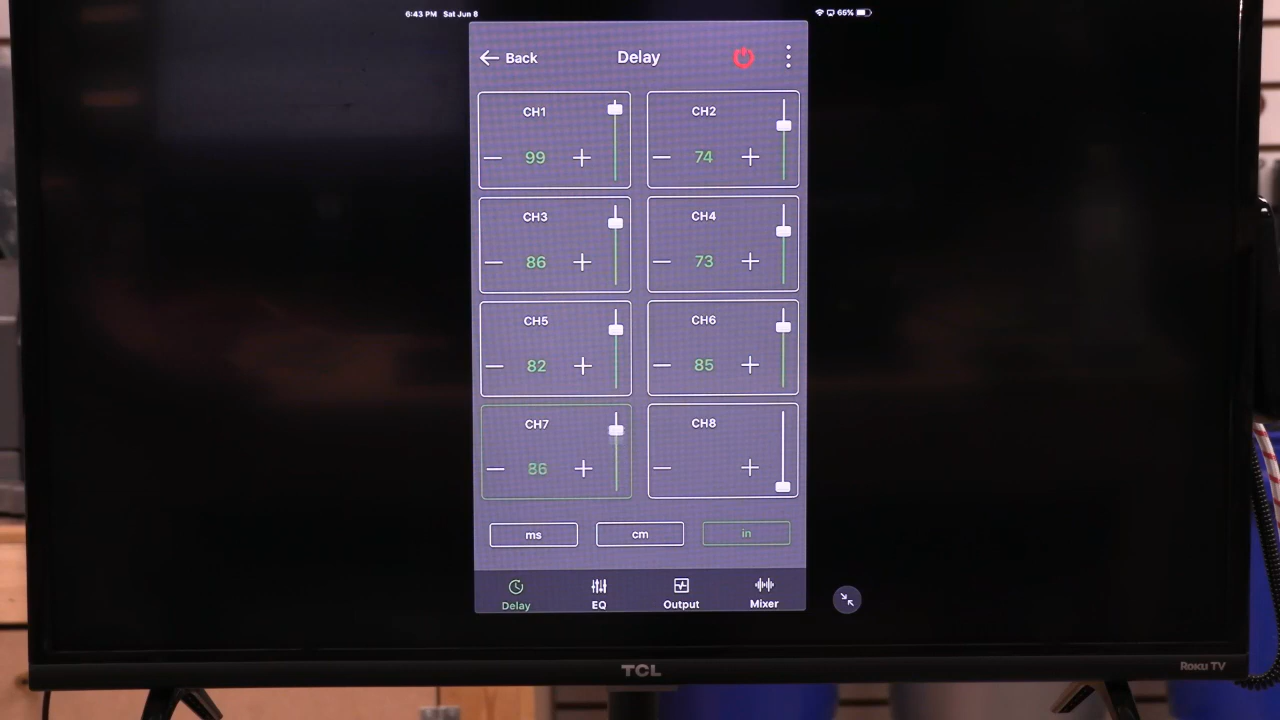 6:43 PM Sat Jun 8
65%
Back
Delay
CH1
CH2
— 99 +
— 74 +
CH3
CH4
— 86 +
— 73 +
CH5
CH6
— 82 +
— 85 +
CH7
CH8
— 86 +
— +
ms
cm
in
Delay
EQ
Output
Mixer
TCL
Roku TV